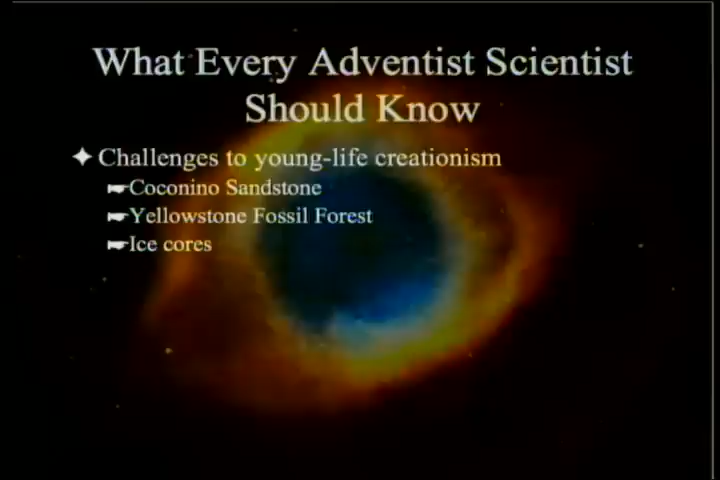 What Every Adventist Scientist
Should Know
Challenges to young-life creationism
Coconino Sandstone
Yellowstone Fossil Forest
Ice cores